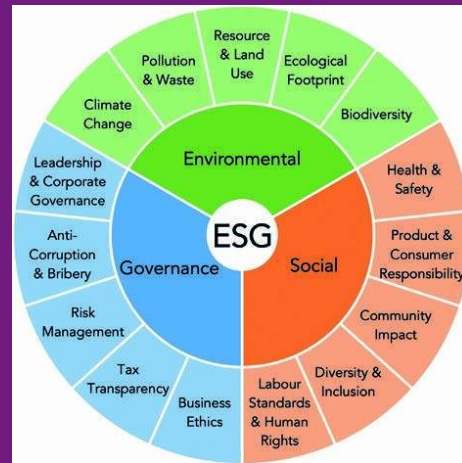 Resource
& Land
Use
Pollution
& Waste
Ecological
Footprint
Climate
Change
Biodiversity
Environmental
Leadership
& Corporate
Governance
Health &
Safety
ESG
Anti-
Corruption
& Bribery
Governance
Social
Product &
Consumer
Responsibility
Risk
Management
Community
Impact
Tax
Transparency
Diversity &
Inclusion
Business
Ethics
Labour
Standards
& Human
Rights